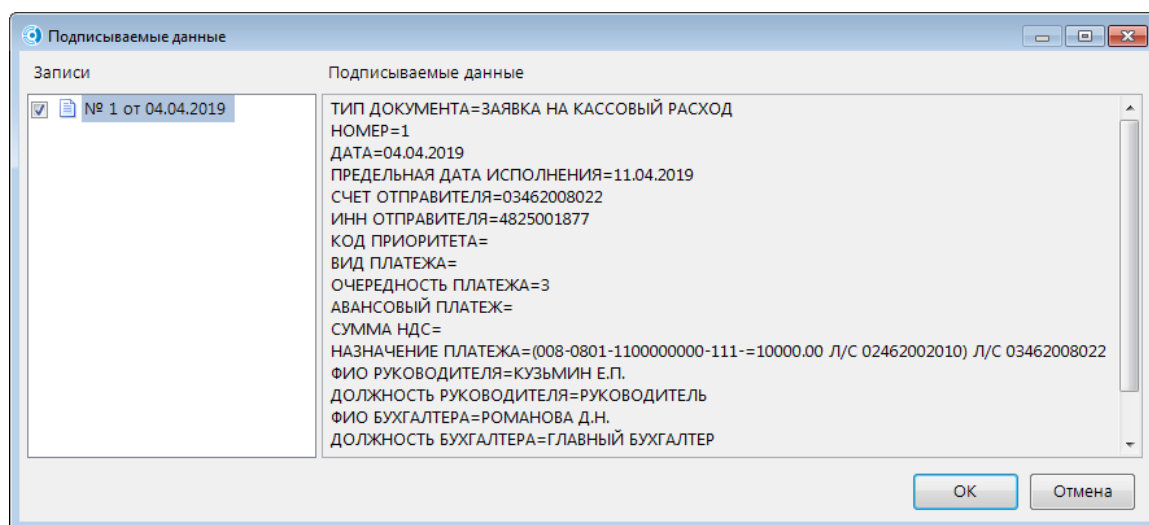 Подписываемые данные
Записи
Подписываемые данные
№ 1 от 04.04.2019
ТИП ДОКУМЕНТА=ЗАЯВКА НА КАССОВЫЙ РАСХОД
НОМЕР=1
ДАТА=04.04.2019
ПРЕДЕЛЬНАЯ ДАТА ИСПОЛНЕНИЯ=11.04.2019
СЧЕТ ОТПРАВИТЕЛЯ=03462008022
ИНН ОТПРАВИТЕЛЯ=4825001877
КОД ПРИОРИТЕТА=
ВИД ПЛАТЕЖА=
ОЧЕРЕДНОСТЬ ПЛАТЕЖА=3
АВАНСОВЫЙ ПЛАТЕЖ=
СУММА НДС=
НАЗНАЧЕНИЕ ПЛАТЕЖА=(008-0801-1100000000-111-=10000.00 Л/С 02462002010) Л/С 03462008022
ФИО РУКОВОДИТЕЛЯ=КУЗЬМИН Е.П.
ДОЛЖНОСТЬ РУКОВОДИТЕЛЯ=РУКОВОДИТЕЛЬ
ФИО БУХГАЛТЕРА=РОМАНОВА Д.Н.
ДОЛЖНОСТЬ БУХГАЛТЕРА=ГЛАВНЫЙ БУХГАЛТЕР
ОК
Отмена